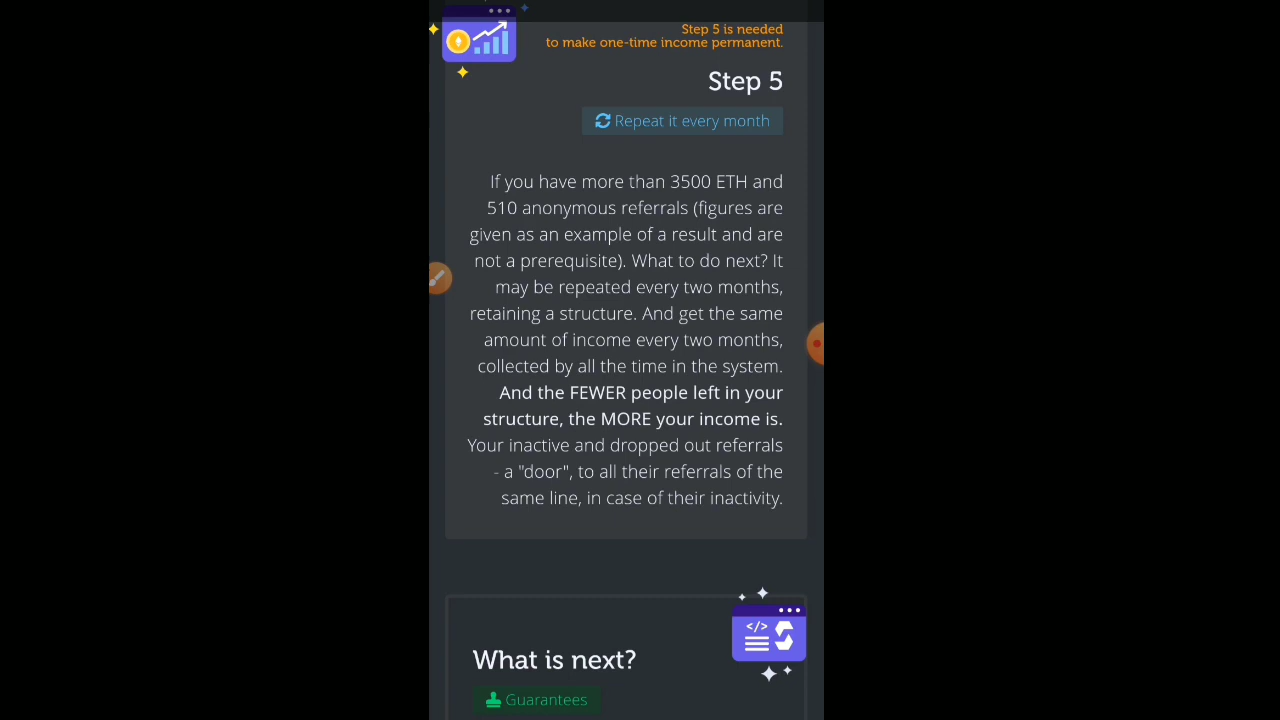 Step 5 is needed
to make one-time income permanent.
Step 5
Repeat it every month
If you have more than 3500 ETH and
510 anonymous referrals (figures are
given as an example of a result and are
not a prerequisite). What to do next? It
may be repeated every two months,
retaining a structure. And get the same
amount of income every two months,
collected by all the time in the system.
And the FEWER people left in your
structure, the MORE your income is.
Your inactive and dropped out referrals
- a "door", to all their referrals of the
same line, in case of their inactivity.
</>
What is next?
Guarantees